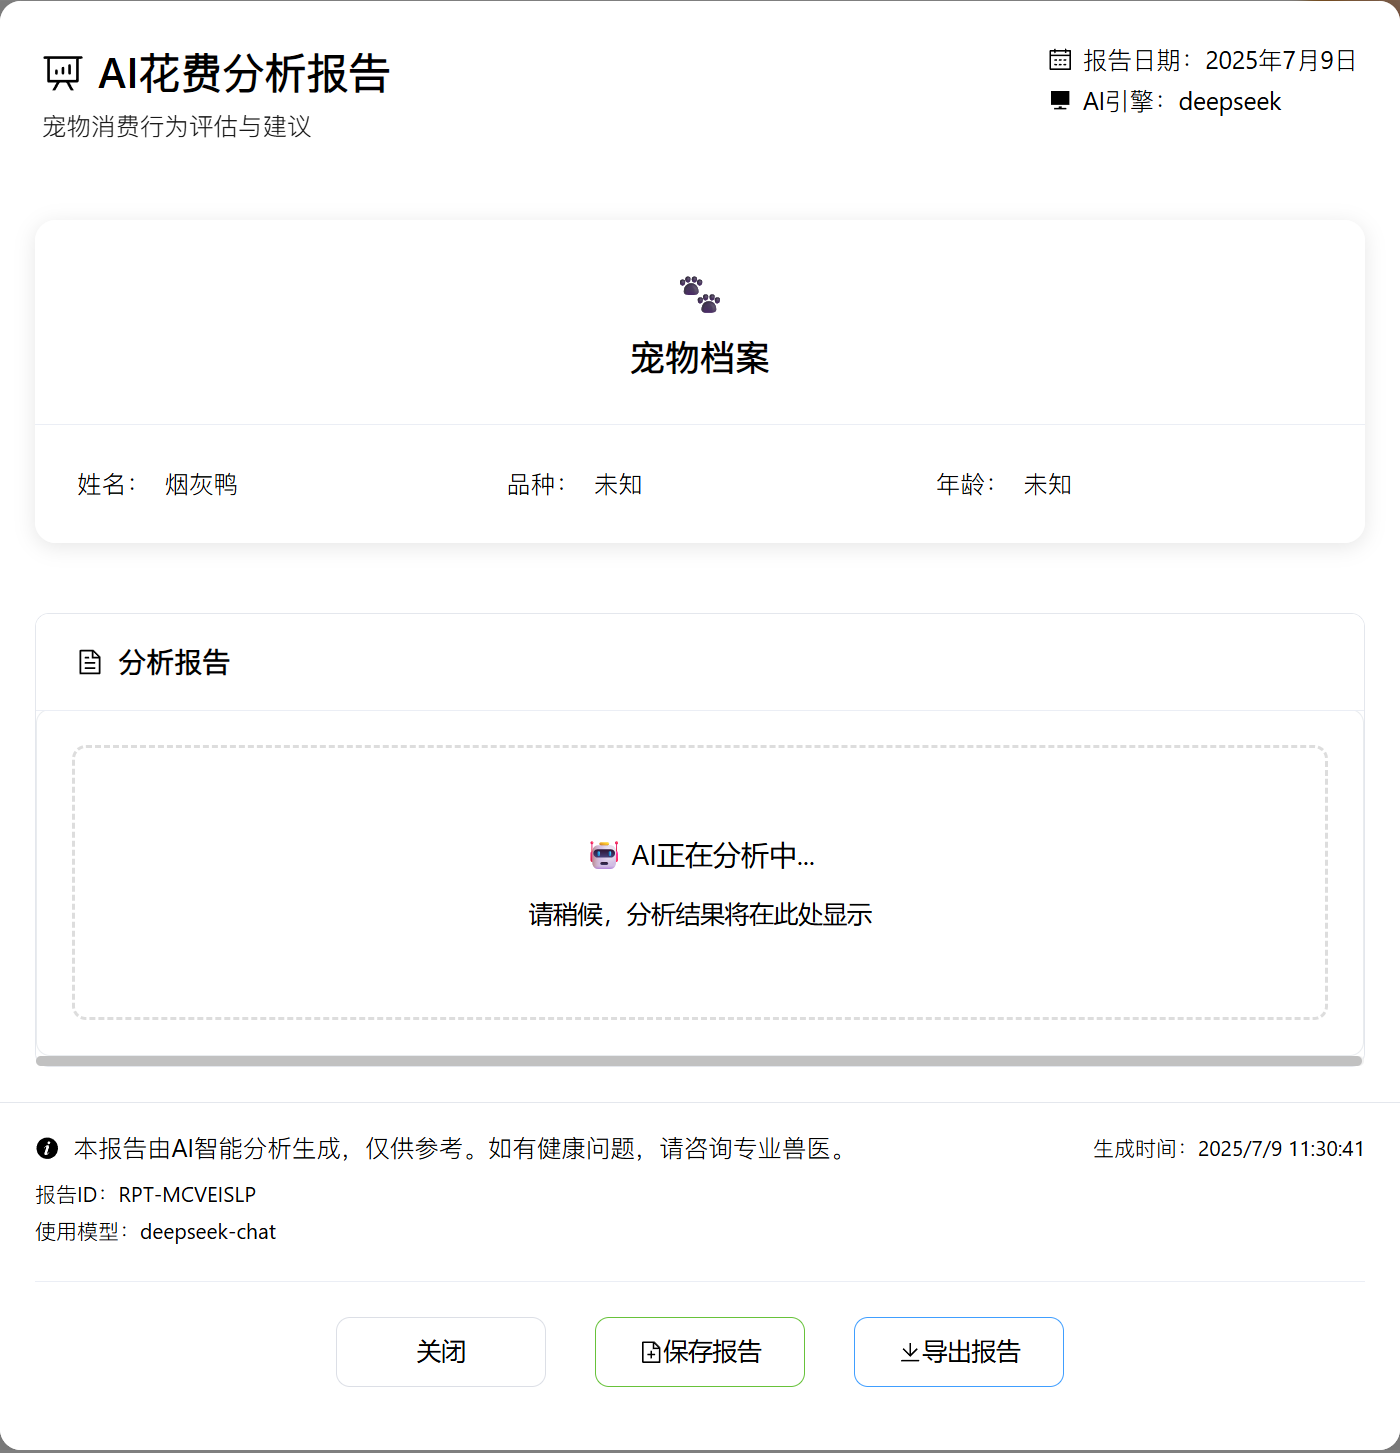 AI花费分析报告
宠物消费行为评估与建议
报告日期：2025年7月9日
AI引擎：deepseek
宠物档案
姓名：烟灰鸭
品种：未知
年龄：未知
分析报告
AI正在分析中...
请稍候，分析结果将在此处显示
本报告由AI智能分析生成，仅供参考。如有健康问题，请咨询专业兽医。
生成时间：2025/7/9 11:30:41
报告ID：RPT-MCVEISLP
使用模型：deepseek-chat
关闭
保存报告
导出报告